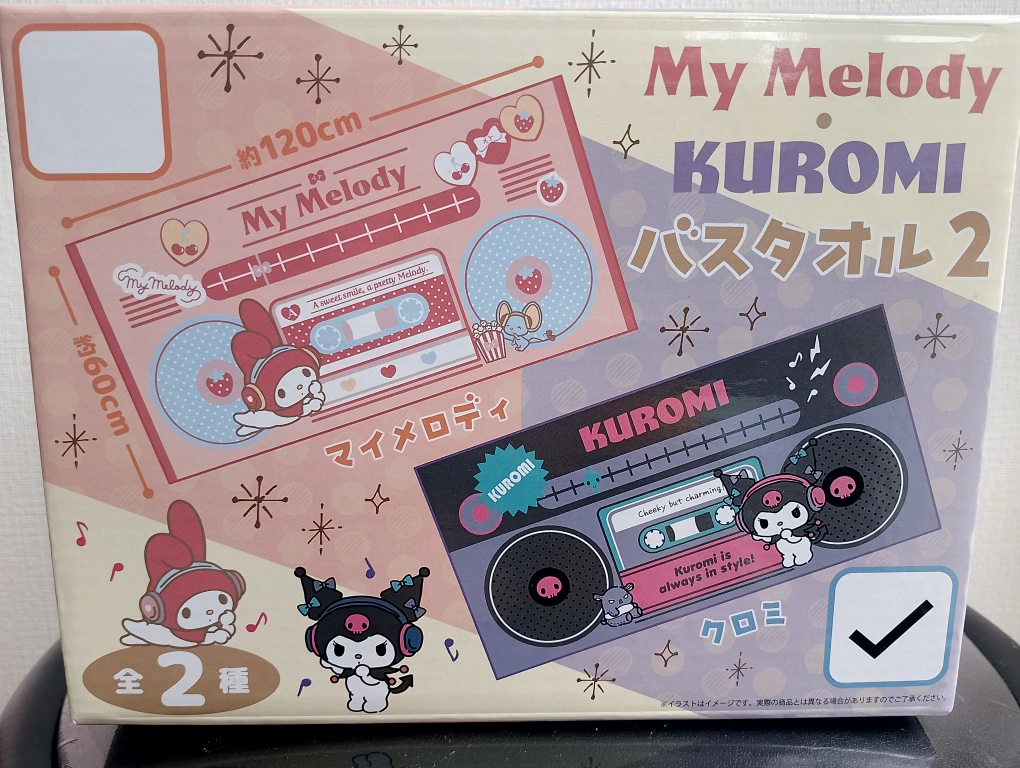 My Melody
・
KUROMI
バスタオル2
約120cm
約60cm
My Melody
My Melody
A
A sweet smile, a pretty Melody.
マイメロディ
KUROMI
KUROMI
Cheeky but charming.
Kuromi is
always in style!
クロミ
全2種
※イラストはイメージです。実際の商品とは異なる場合がありますのでご了承ください。